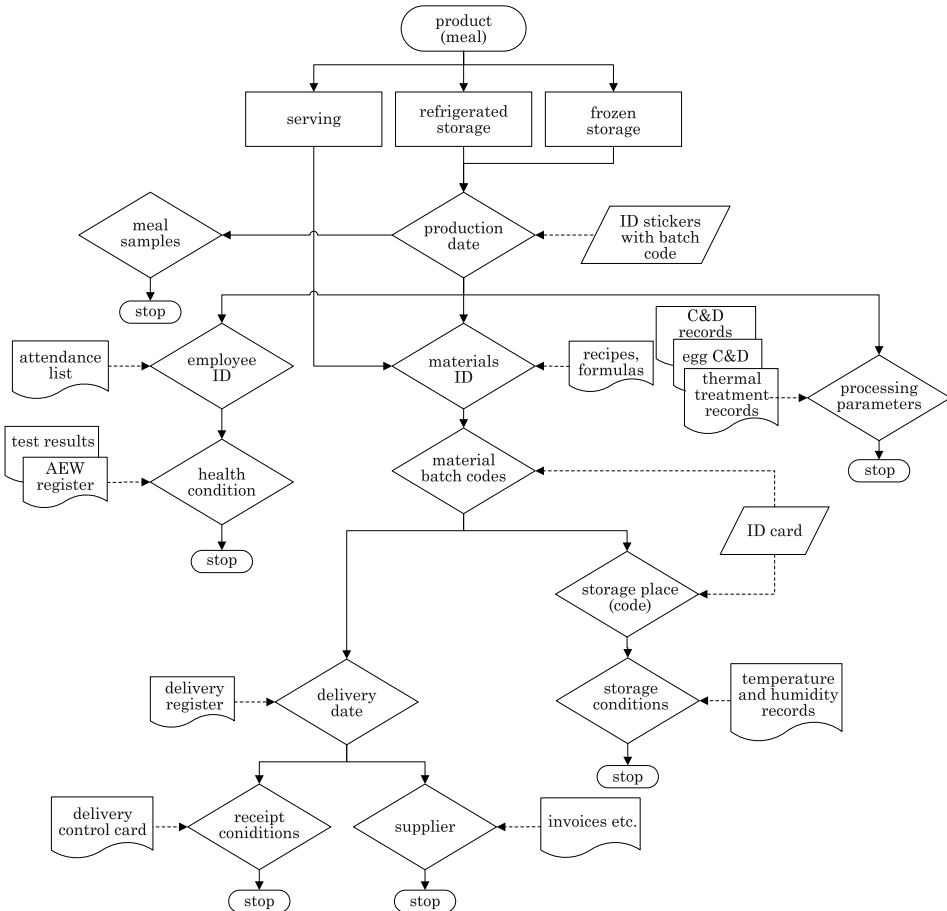 product
(meal)
serving
refrigerated
storage
frozen
storage
meal
samples
production
date
ID stickers
with batch
code
stop
C&D
records
attendance
list
employee
ID
materials
ID
recipes,
formulas
egg C&D
thermal
treatment
records
processing
parameters
test results
AEW
register
health
condition
material
batch codes
stop
ID card
stop
storage place
(code)
delivery
register
delivery
date
storage
conditions
temperature
and humidity
records
stop
delivery
control card
receipt
coniditions
supplier
invoices etc.
stop
stop